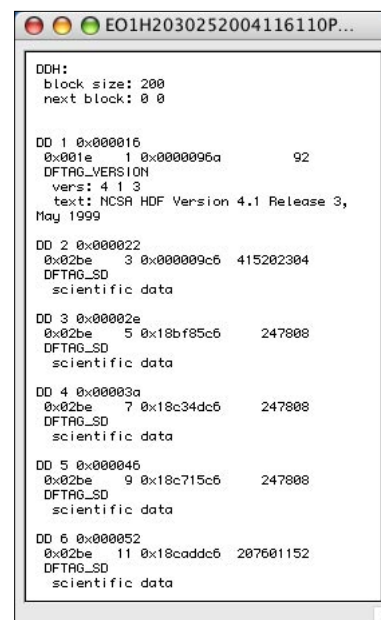 EO1H2030252004116110P...
DDH:
block size: 200
next block: 0 0
DD 1 0x000016
0x001e 1 0x0000096a 92
DFTAG_VERSION
vers: 4 1 3
text: NCSA HDF Version 4.1 Release 3,
May 1999
DD 2 0x000022
0x02be 3 0x000009c6 415202304
DFTAG_SD
scientific data
DD 3 0x00002e
0x02be 5 0x18bf85c6 247808
DFTAG_SD
scientific data
DD 4 0x00003a
0x02be 7 0x18c34dc6 247808
DFTAG_SD
scientific data
DD 5 0x000046
0x02be 9 0x18c715c6 247808
DFTAG_SD
scientific data
DD 6 0x000052
0x02be 11 0x18caddc6 207601152
DFTAG_SD
scientific data